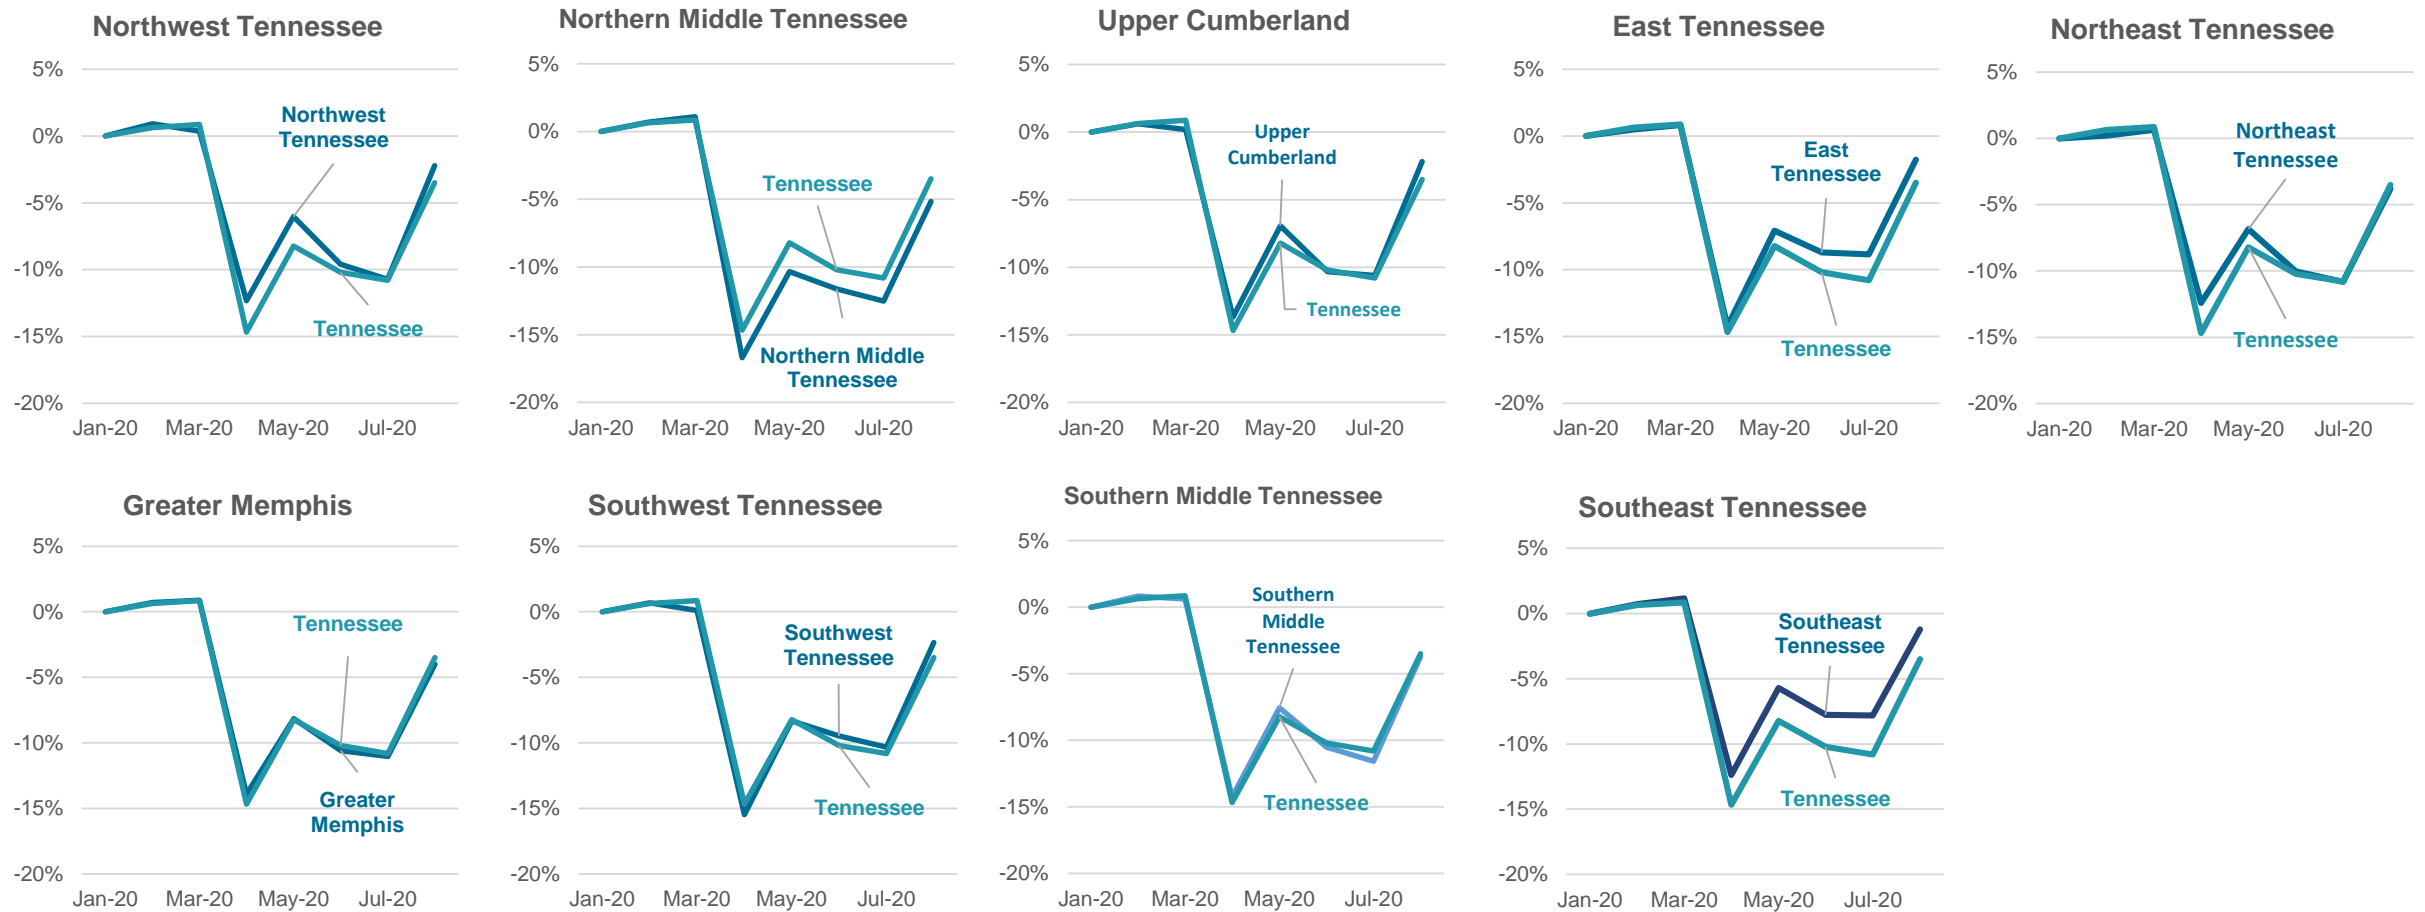 Northwest Tennessee
5%
0%
-5%
-10%
-15%
-20%
Northwest
Tennessee
Tennessee
Jan-20 Mar-20 May-20 Jul-20
Northern Middle Tennessee
5%
0%
-5%
-10%
-15%
-20%
Tennessee
Northern Middle
Tennessee
Jan-20 Mar-20 May-20 Jul-20
Upper Cumberland
5%
0%
-5%
-10%
-15%
-20%
Upper
Cumberland
Tennessee
Jan-20 Mar-20 May-20 Jul-20
East Tennessee
5%
0%
-5%
-10%
-15%
-20%
East
Tennessee
Tennessee
Jan-20 Mar-20 May-20 Jul-20
Northeast Tennessee
5%
0%
-5%
-10%
-15%
-20%
Northeast
Tennessee
Tennessee
Jan-20 Mar-20 May-20 Jul-20
Greater Memphis
5%
0%
-5%
-10%
-15%
-20%
Tennessee
Greater
Memphis
Jan-20 Mar-20 May-20 Jul-20
Southwest Tennessee
5%
0%
-5%
-10%
-15%
-20%
Southwest
Tennessee
Tennessee
Jan-20 Mar-20 May-20 Jul-20
Southern Middle Tennessee
5%
0%
-5%
-10%
-15%
-20%
Southern
Middle
Tennessee
Tennessee
Jan-20 Mar-20 May-20 Jul-20
Southeast Tennessee
5%
0%
-5%
-10%
-15%
-20%
Southeast
Tennessee
Tennessee
Jan-20 Mar-20 May-20 Jul-20